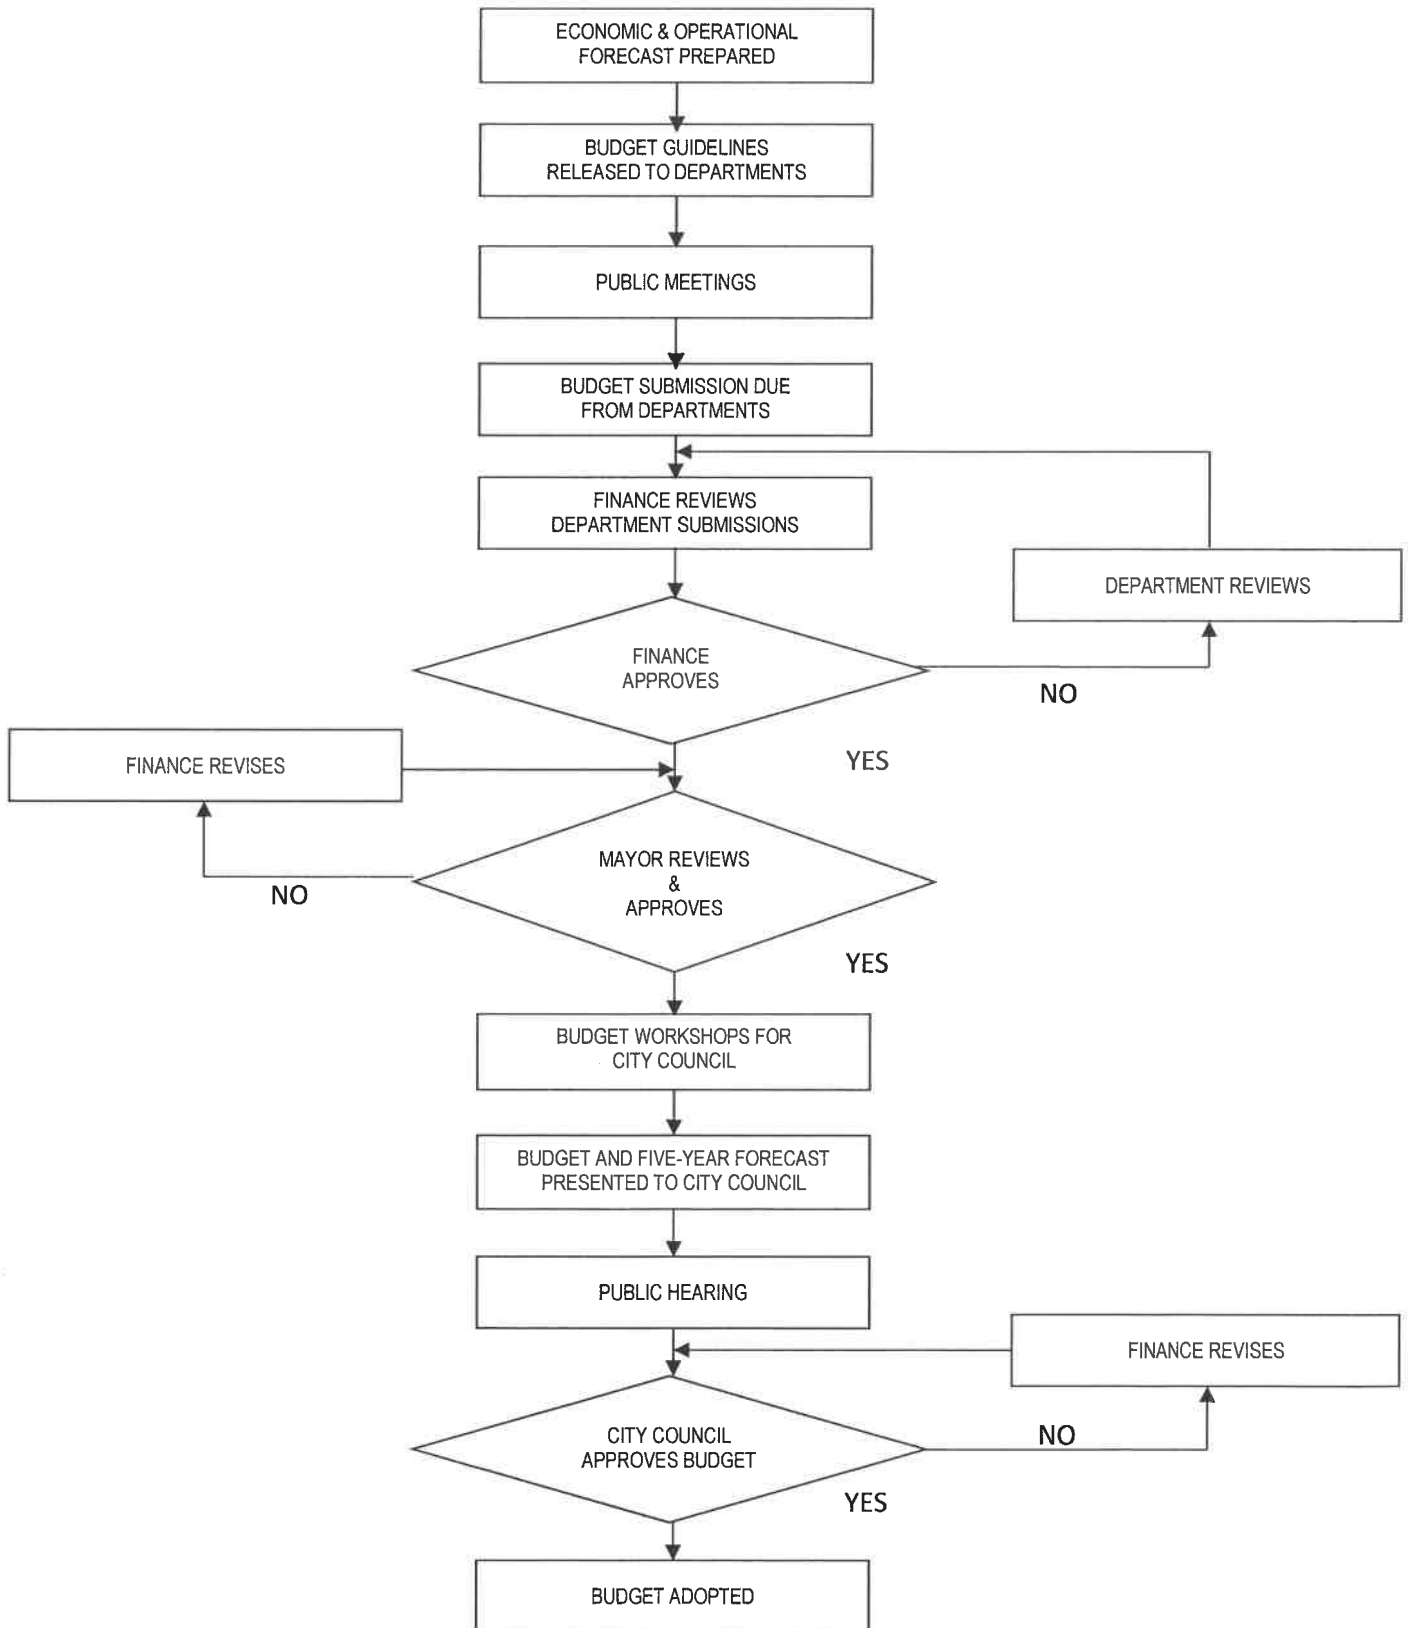 ECONOMIC & OPERATIONAL
FORECAST PREPARED
BUDGET GUIDELINES
RELEASED TO DEPARTMENTS
PUBLIC MEETINGS
BUDGET SUBMISSION DUE
FROM DEPARTMENTS
FINANCE REVIEWS
DEPARTMENT SUBMISSIONS
DEPARTMENT REVIEWS
FINANCE
APPROVES
NO
YES
FINANCE REVISES
MAYOR REVIEWS
&
APPROVES
NO
YES
BUDGET WORKSHOPS FOR
CITY COUNCIL
BUDGET AND FIVE-YEAR FORECAST
PRESENTED TO CITY COUNCIL
PUBLIC HEARING
FINANCE REVISES
CITY COUNCIL
APPROVES BUDGET
NO
YES
BUDGET ADOPTED